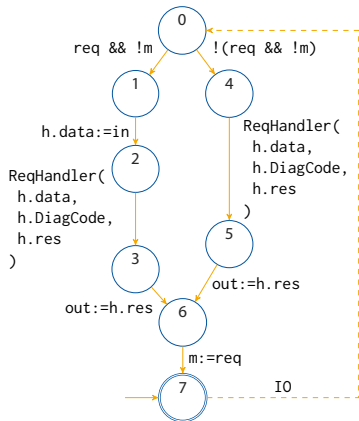 0
req && !m
!(req && !m)
1
4
h.data:=in
ReqHandler(
h.data,
h.DiagCode,
h.res
)
2
ReqHandler(
h.data,
h.DiagCode,
h.res
)
5
3
out:=h.res
out:=h.res
6
m:=req
7
IO